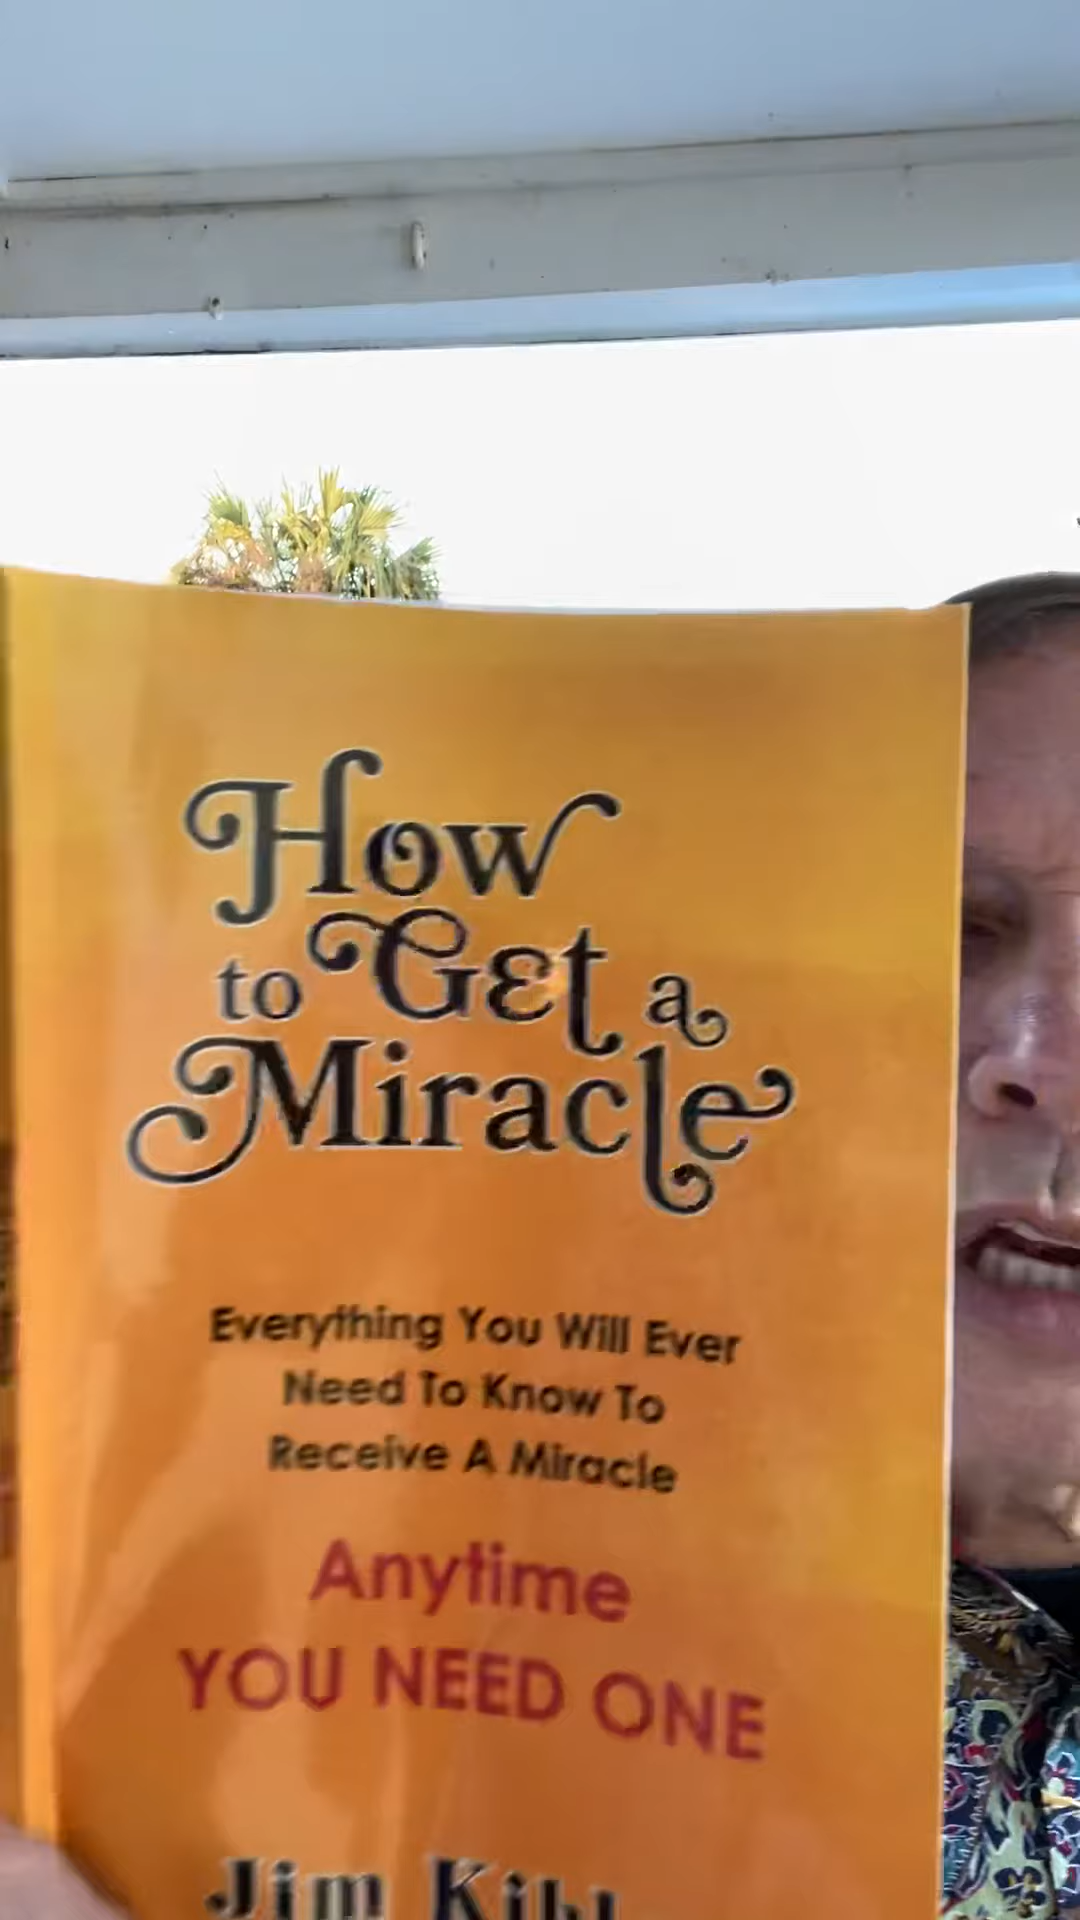 How
to Get a
Miracle
Everything You Will Ever
Need To Know To
Receive A Miracle
Anytime
YOU NEED ONE
Jim